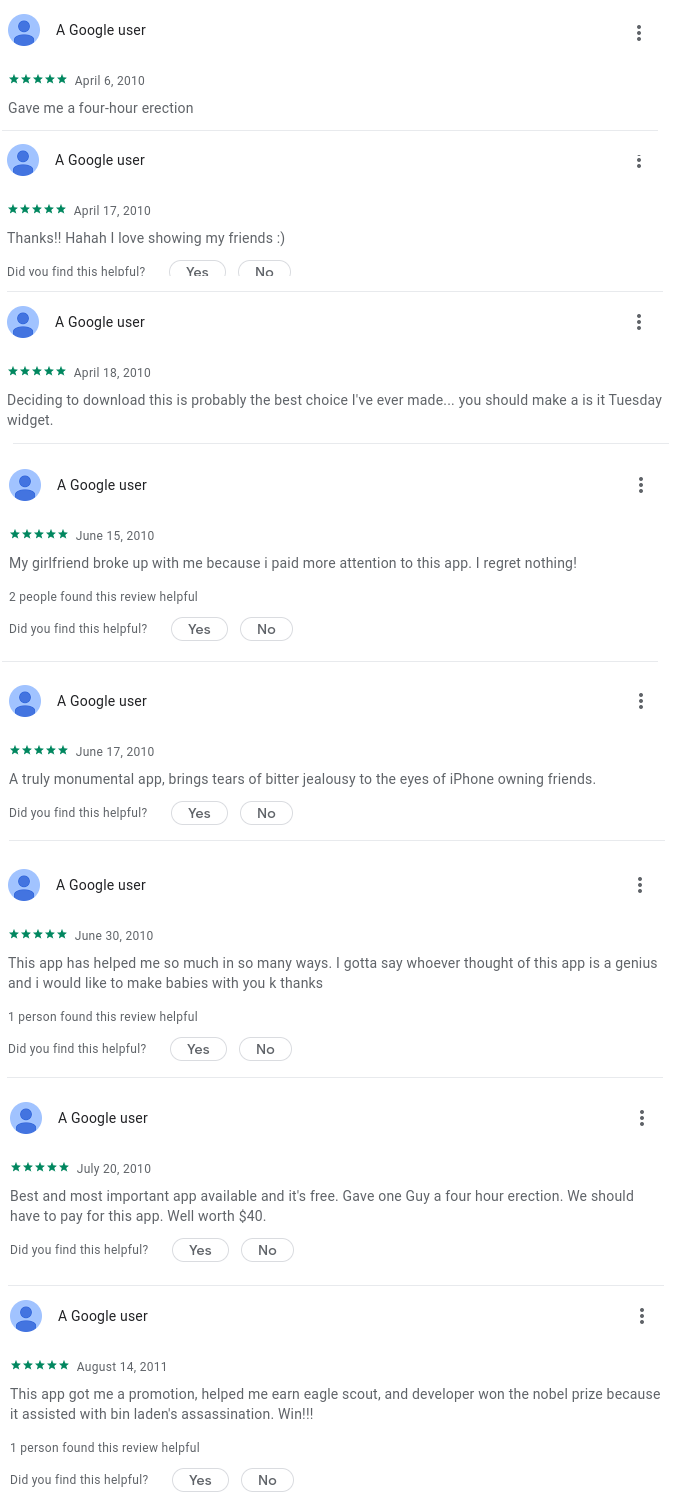 A Google user
April 6, 2010
Gave me a four-hour erection
A Google user
April 17, 2010
Thanks!! Hahah I love showing my friends :)
Did you find this helpful? Yes No
A Google user
April 18, 2010
Deciding to download this is probably the best choice I've ever made... you should make a is it Tuesday
widget.
A Google user
June 15, 2010
My girlfriend broke up with me because i paid more attention to this app. I regret nothing!
2 people found this review helpful
Did you find this helpful? Yes No
A Google user
June 17, 2010
A truly monumental app, brings tears of bitter jealousy to the eyes of iPhone owning friends.
Did you find this helpful? Yes No
A Google user
June 30, 2010
This app has helped me so much in so many ways. I gotta say whoever thought of this app is a genius
and i would like to make babies with you k thanks
1 person found this review helpful
Did you find this helpful? Yes No
A Google user
July 20, 2010
Best and most important app available and it's free. Gave one Guy a four hour erection. We should
have to pay for this app. Well worth $40.
Did you find this helpful? Yes No
A Google user
August 14, 2011
This app got me a promotion, helped me earn eagle scout, and developer won the nobel prize because
it assisted with bin laden's assassination. Win!!!
1 person found this review helpful
Did you find this helpful? Yes No